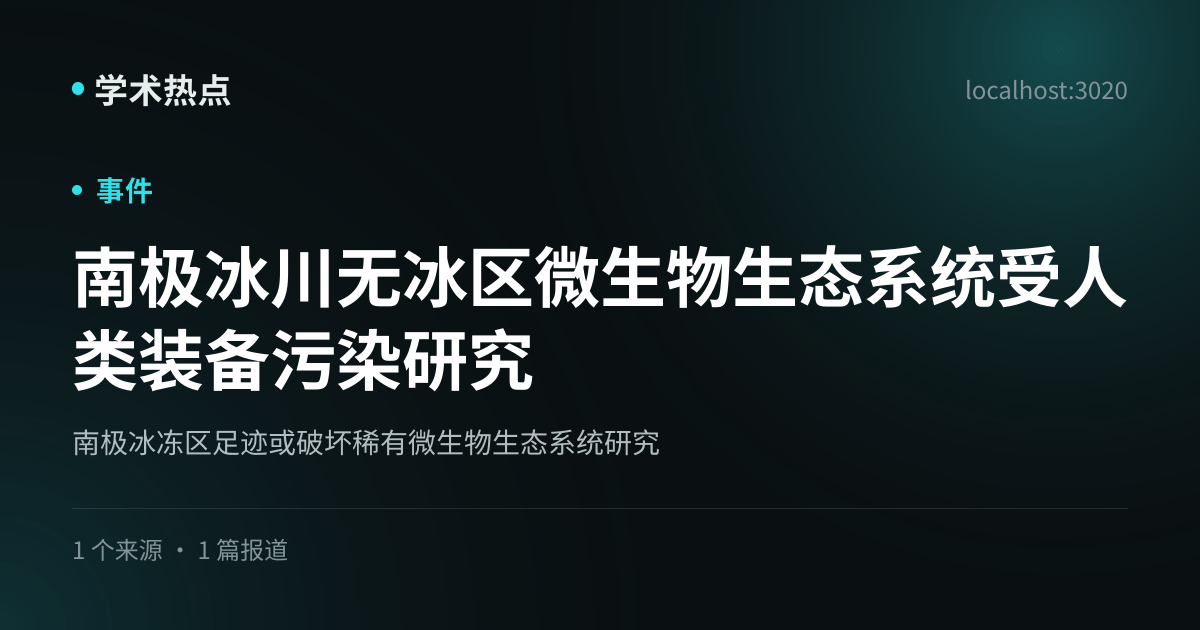 学术热点
localhost:3020
事件
南极冰川无冰区微生物生态系统受人
类装备污染研究
南极冰冻区足迹或破坏稀有微生物生态系统研究
1 个来源 · 1 篇报道